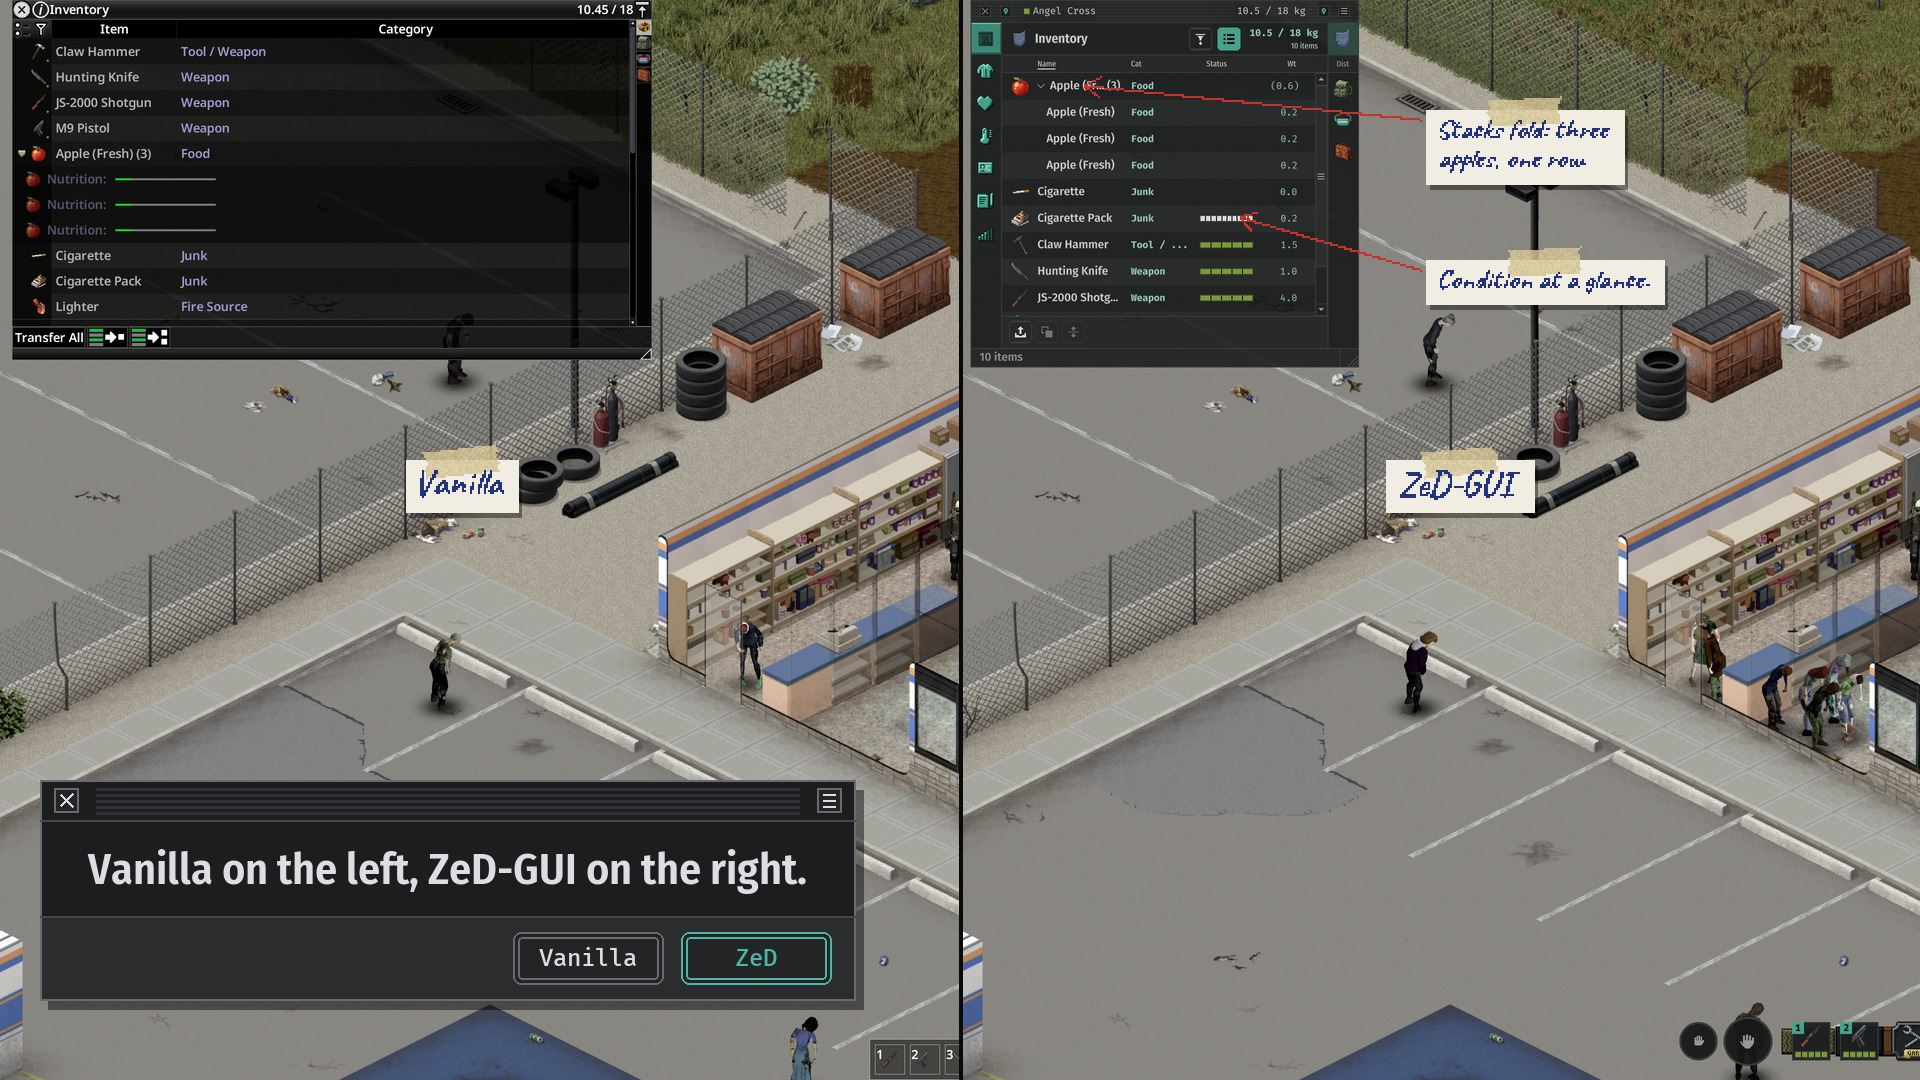 Inventory
10.45 / 18
Item Category
Claw Hammer Tool / Weapon
Hunting Knife Weapon
JS-2000 Shotgun Weapon
M9 Pistol Weapon
Apple (Fresh) (3) Food
Nutrition:
Nutrition:
Nutrition:
Cigarette Junk
Cigarette Pack Junk
Lighter Fire Source
Transfer All
Vanilla
Vanilla on the left, ZeD-GUI on the right.
Vanilla ZeD
1 2 3
Angel Cross 10.5 / 18 kg
Inventory 10.5 / 18 kg
10 items
Name Cat Status Wt Dist
Apple (Fr... (3) Food (0.6)
Apple (Fresh) Food 0.2
Apple (Fresh) Food 0.2
Apple (Fresh) Food 0.2
Cigarette Junk 0.0
Cigarette Pack Junk 0.2
Claw Hammer Tool / ... 1.5
Hunting Knife Weapon 1.0
JS-2000 Shotg... Weapon 4.0
10 items
Stacks fold: three
apples, one row
Condition at a glance.
ZeD-GUI
1 2